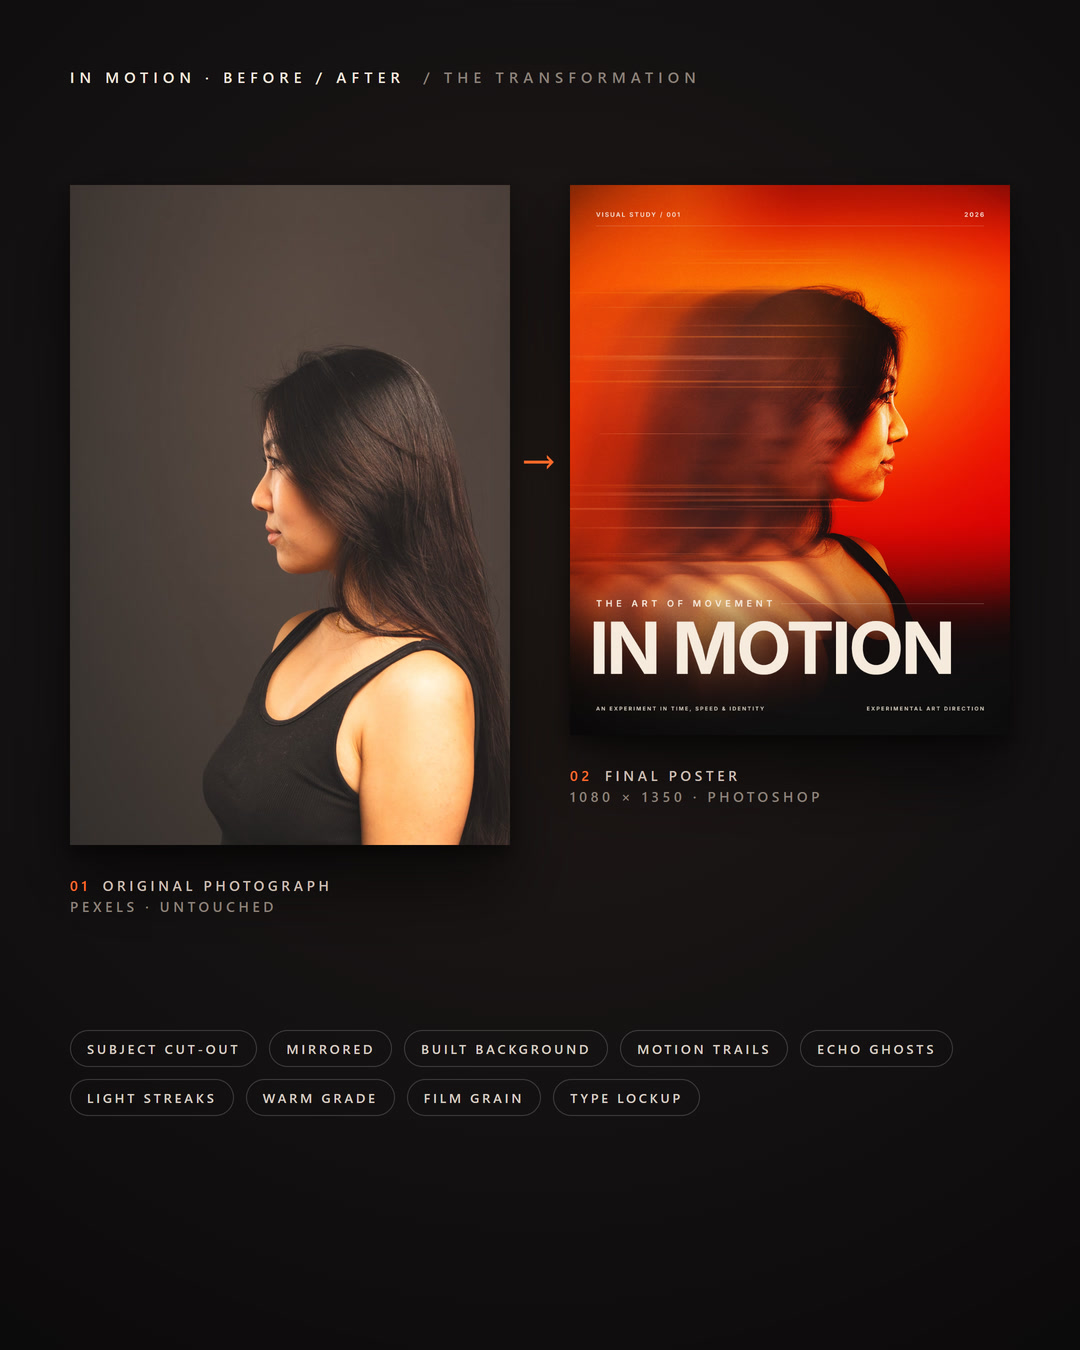 IN MOTION · BEFORE / AFTER / THE TRANSFORMATION
VISUAL STUDY / 001
2026
→
THE ART OF MOVEMENT
IN MOTION
AN EXPERIMENT IN TIME, SPEED & IDENTITY
EXPERIMENTAL ART DIRECTION
02 FINAL POSTER
1080 × 1350 · PHOTOSHOP
01 ORIGINAL PHOTOGRAPH
PEXELS · UNTOUCHED
SUBJECT CUT-OUT
MIRRORED
BUILT BACKGROUND
MOTION TRAILS
ECHO GHOSTS
LIGHT STREAKS
WARM GRADE
FILM GRAIN
TYPE LOCKUP